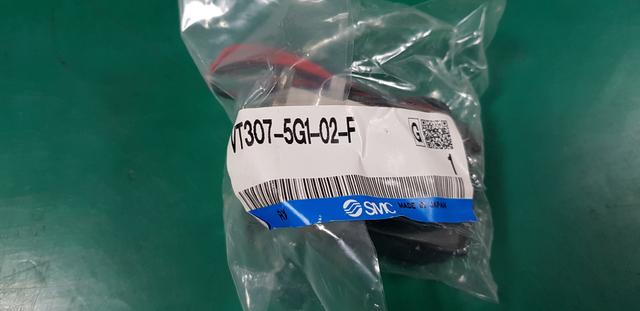 VT307-5G1-02-F
G
1
SMC MADE IN JAPAN